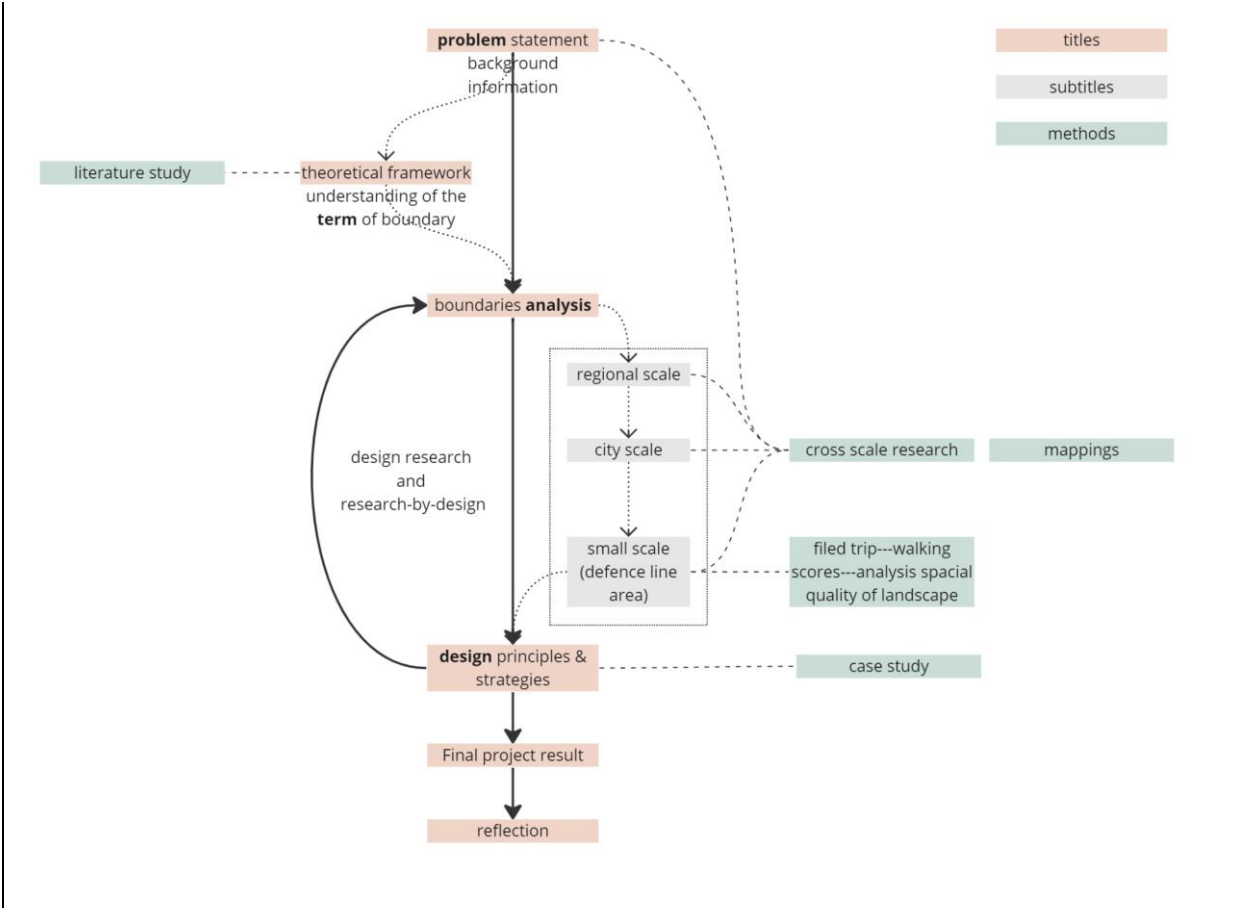 problem statement
background
information
titles
subtitles
methods
literature study
theoretical framework
understanding of the
term of boundary
boundaries analysis
regional scale
city scale
cross scale research
mappings
design research
and
research-by-design
small scale
(defence line
area)
filed trip---walking
scores---analysis spacial
quality of landscape
design principles &
strategies
case study
Final project result
reflection